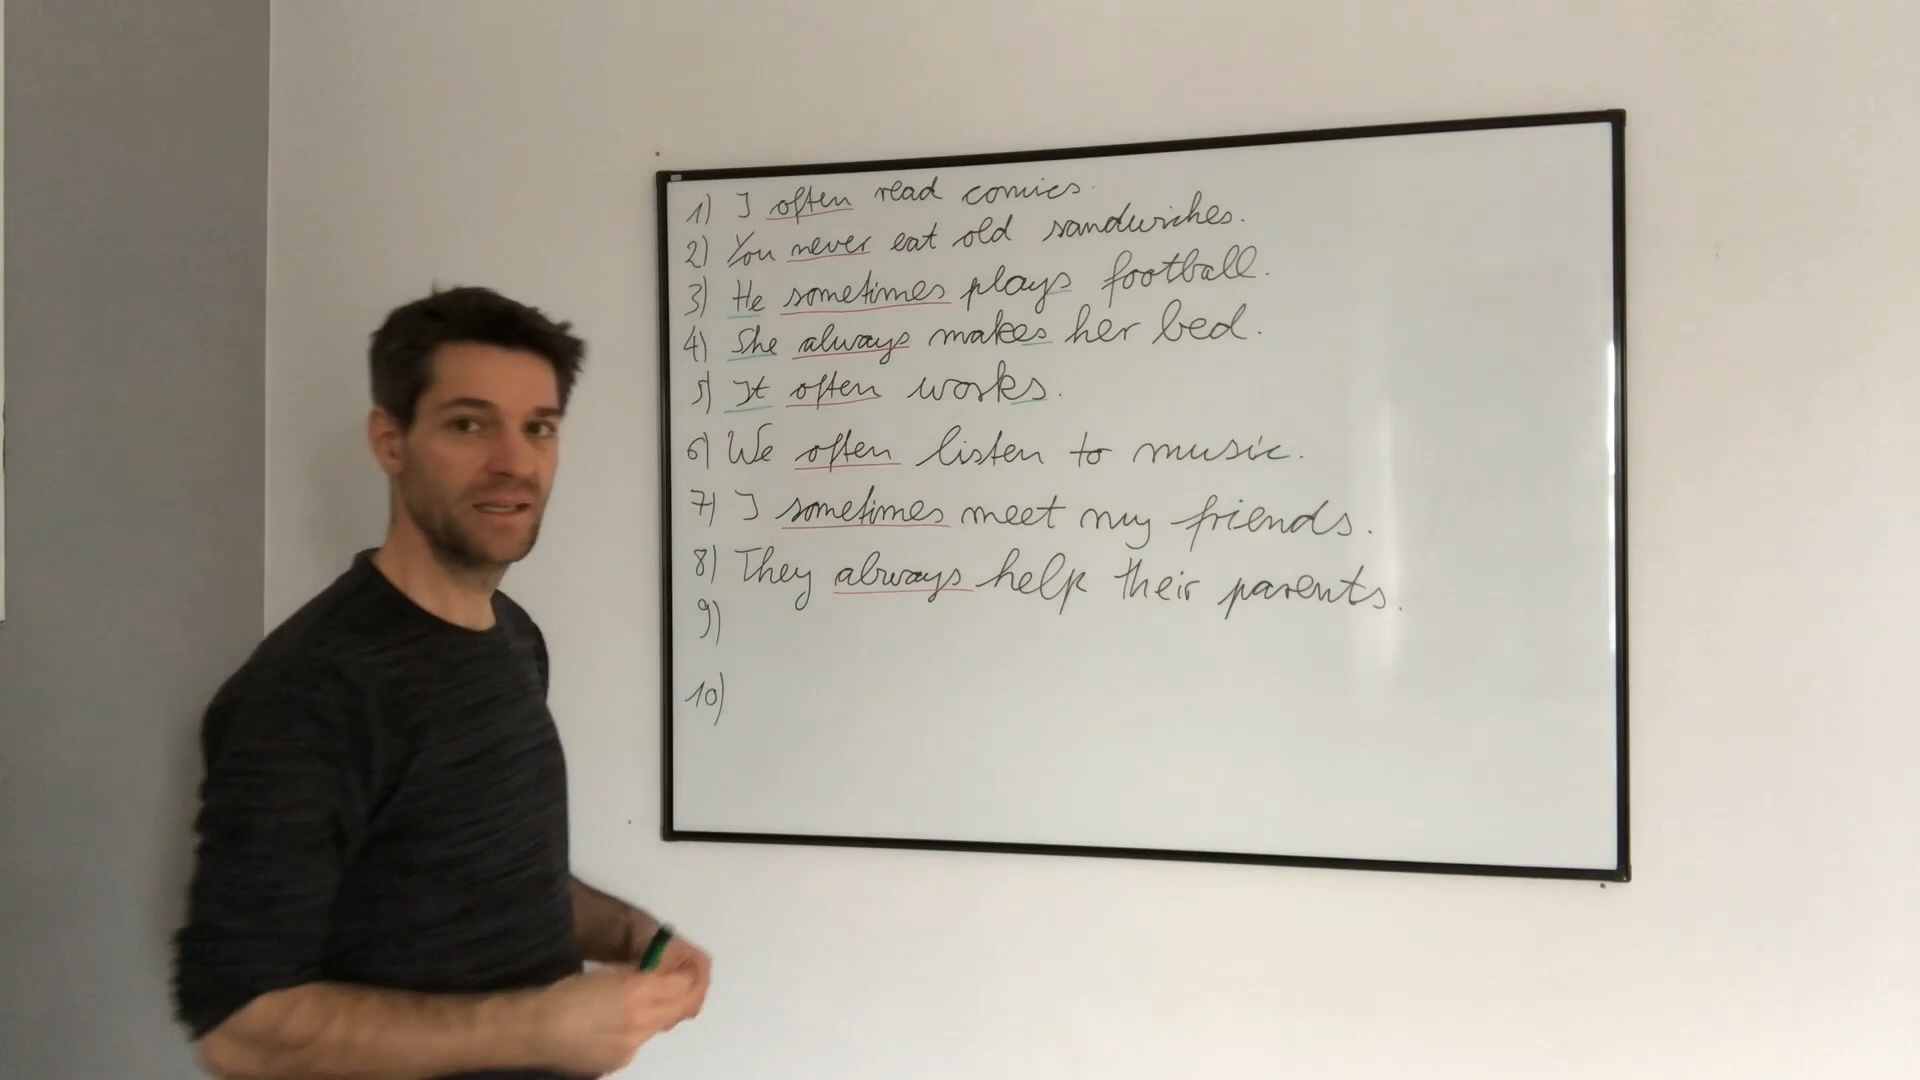 1) I often read comics.
2) You never eat old sandwiches.
3) He sometimes plays football.
4) She always makes her bed.
5) It often works.
6) We often listen to music.
7) I sometimes meet my friends.
8) They always help their parents.
9)
10)